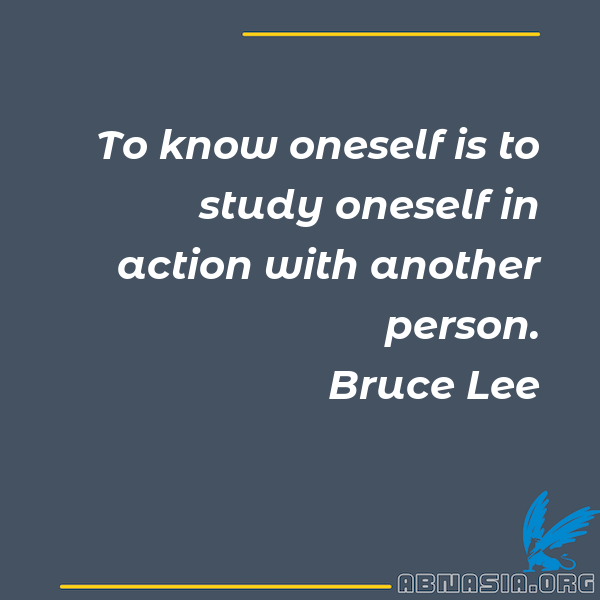 To know oneself is to
study oneself in
action with another
person.
Bruce Lee
ABNASIA.ORG